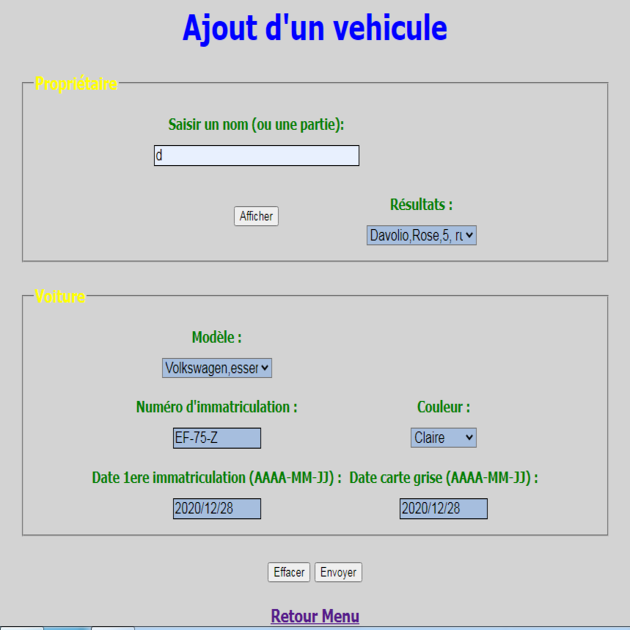 Ajout d'un vehicule
Propriétaire
Saisir un nom (ou une partie):
d
Résultats :
Afficher
Davolio,Rose,5, ru
Voiture
Modèle :
Volkswagen,esser
Numéro d'immatriculation : Couleur :
EF-75-Z Claire
Date 1ere immatriculation (AAAA-MM-JJ) : Date carte grise (AAAA-MM-JJ) :
2020/12/28 2020/12/28
Effacer Envoyer
Retour Menu